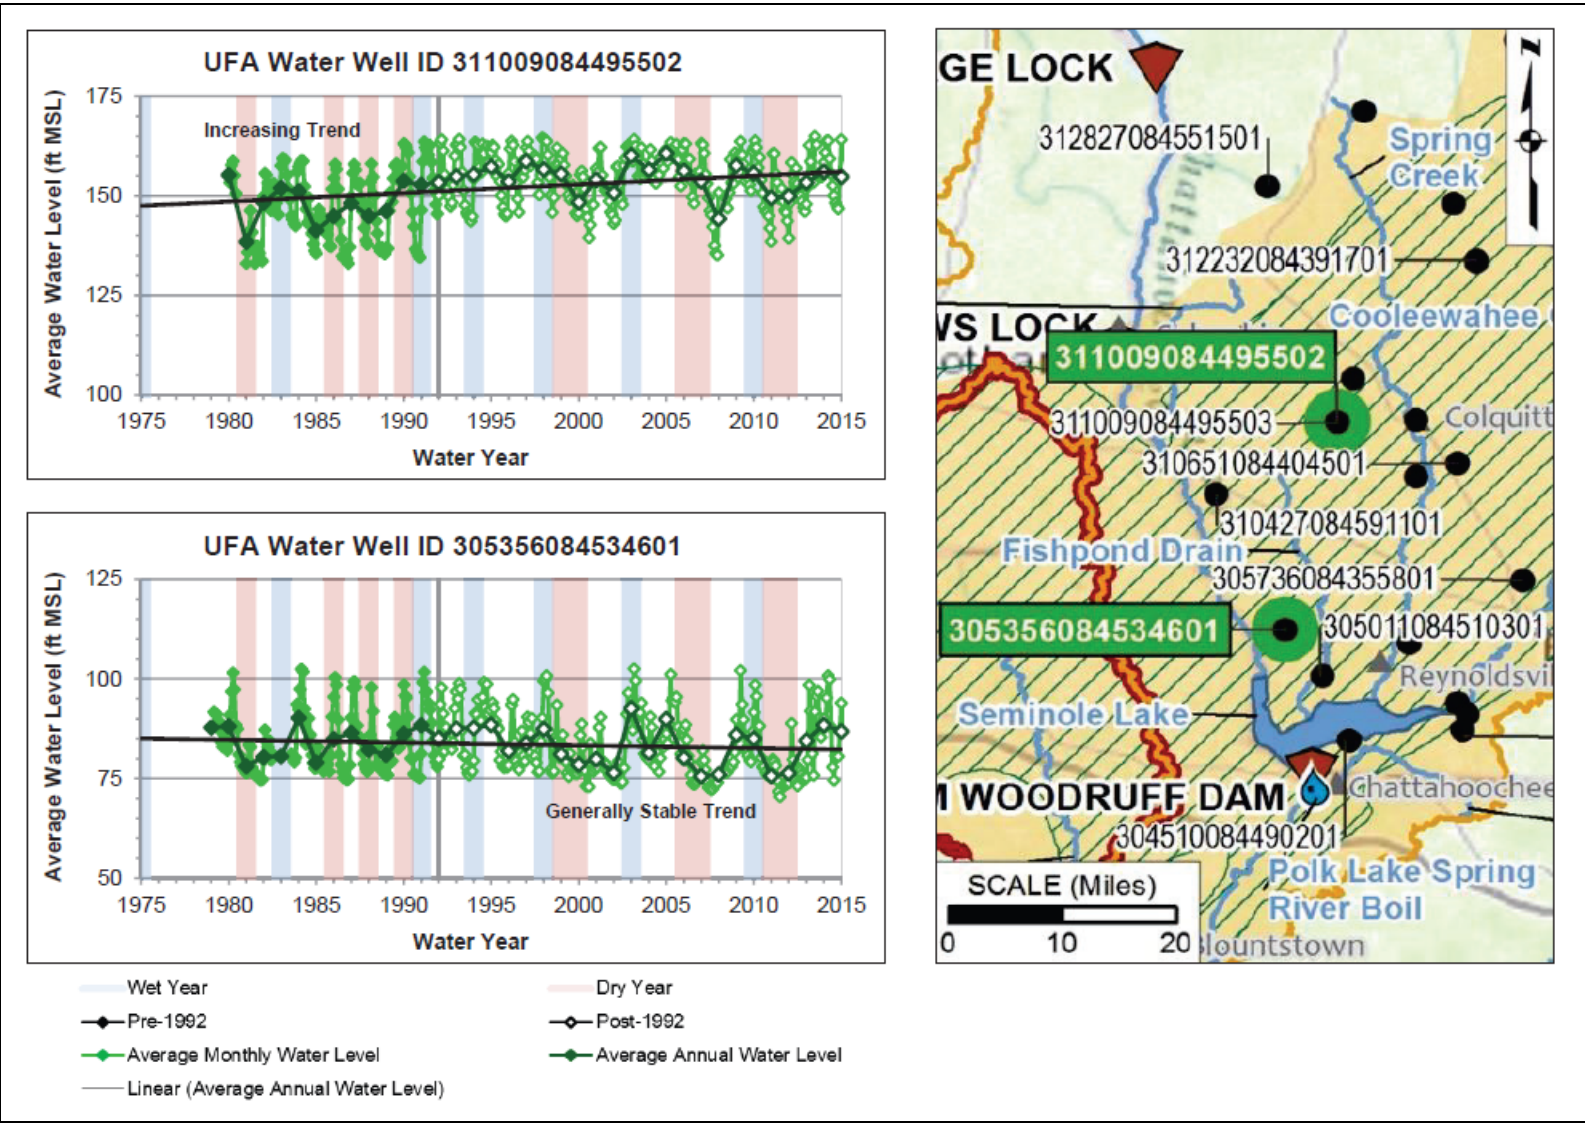 UFA Water Well ID 311009084495502
Average Water Level (ft MSL)
175
150
125
100
Increasing Trend
1975 1980 1985 1990 1995 2000 2005 2010 2015
Water Year
UFA Water Well ID 305356084534601
Average Water Level (ft MSL)
125
100
75
50
Generally Stable Trend
1975 1980 1985 1990 1995 2000 2005 2010 2015
Water Year
Wet Year
Dry Year
Pre-1992
Post-1992
Average Monthly Water Level
Average Annual Water Level
Linear (Average Annual Water Level)
GE LOCK
Z
312827084551501
Spring
Creek
312232084391701
Cooleewahee
WS LOCK
311009084495502
311009084495503
Colquitt
310651084404501
310427084591101
Fishpond Drain
305736084355801
305356084534601
305011084510301
Reynoldsvil
Seminole Lake
M WOODRUFF DAM
Chattahoochee
304510084490201
Polk Lake Spring
River Boil
SCALE (Miles)
0 10 20
Blountstown